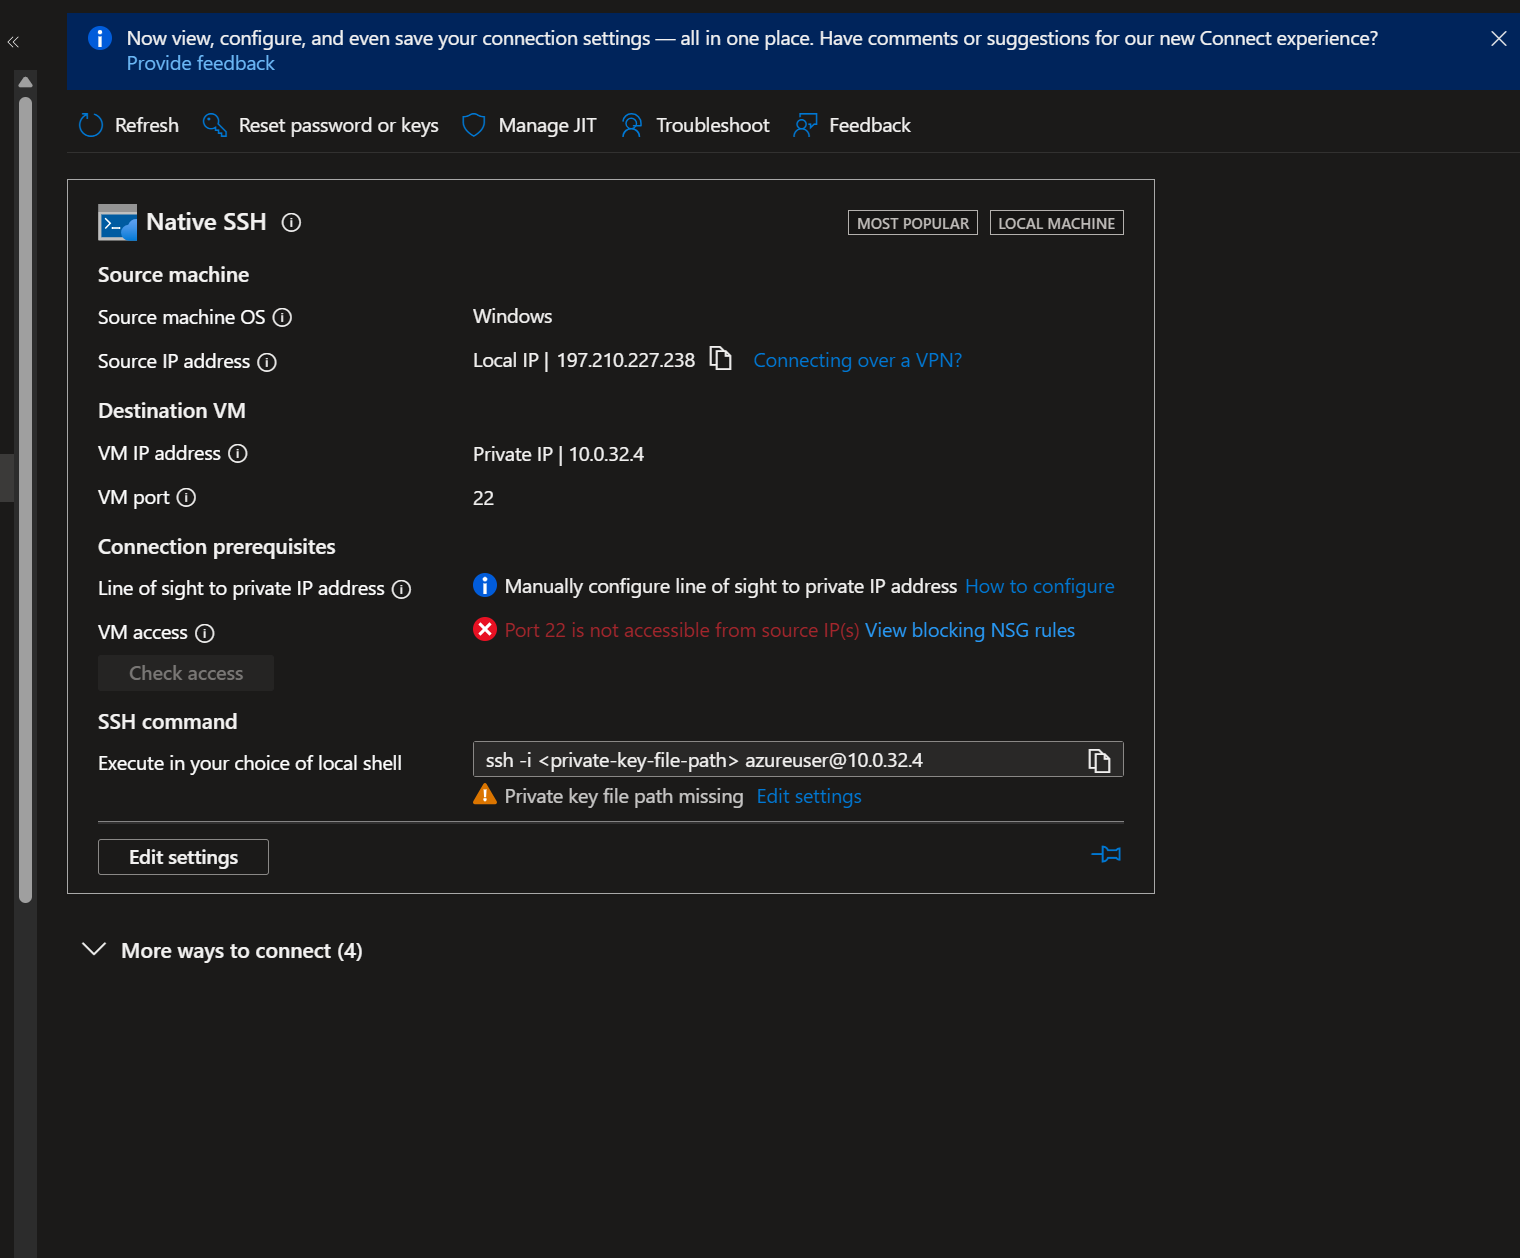 Now view, configure, and even save your connection settings — all in one place. Have comments or suggestions for our new Connect experience?
Provide feedback
Refresh Reset password or keys Manage JIT Troubleshoot Feedback
Native SSH MOST POPULAR LOCAL MACHINE
Source machine
Source machine OS Windows
Source IP address Local IP | 197.210.227.238 Connecting over a VPN?
Destination VM
VM IP address Private IP | 10.0.32.4
VM port 22
Connection prerequisites
Line of sight to private IP address Manually configure line of sight to private IP address How to configure
VM access Port 22 is not accessible from source IP(s) View blocking NSG rules
Check access
SSH command
Execute in your choice of local shell ssh -i <private-key-file-path> azureuser@10.0.32.4
Private key file path missing Edit settings
Edit settings
More ways to connect (4)